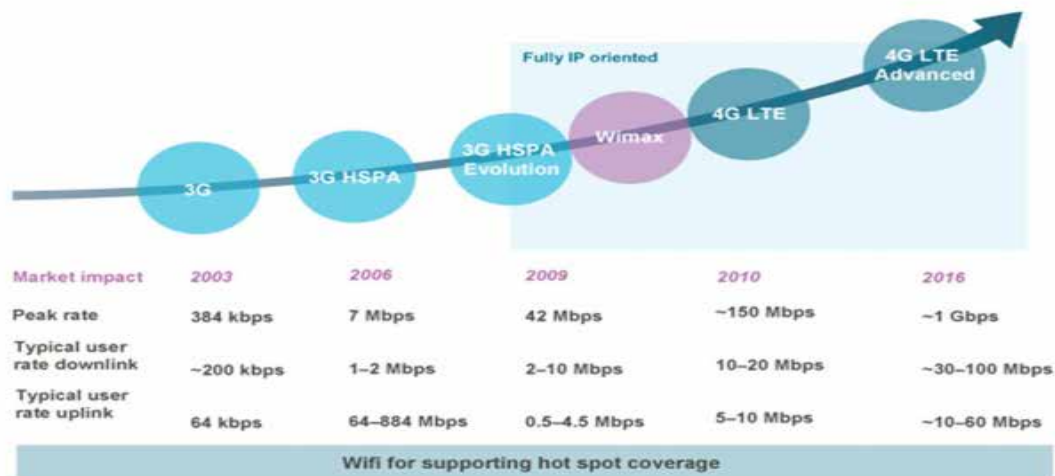 Fully IP oriented
3G
3G HSPA
3G HSPA
Evolution
Wimax
4G LTE
4G LTE
Advanced
Market impact 2003 2006 2009 2010 2016
Peak rate 384 kbps 7 Mbps 42 Mbps ~150 Mbps ~1 Gbps
Typical user
rate downlink ~200 kbps 1–2 Mbps 2–10 Mbps 10–20 Mbps ~30–100 Mbps
Typical user
rate uplink 64 kbps 64–884 Mbps 0.5–4.5 Mbps 5–10 Mbps ~10–60 Mbps
Wifi for supporting hot spot coverage